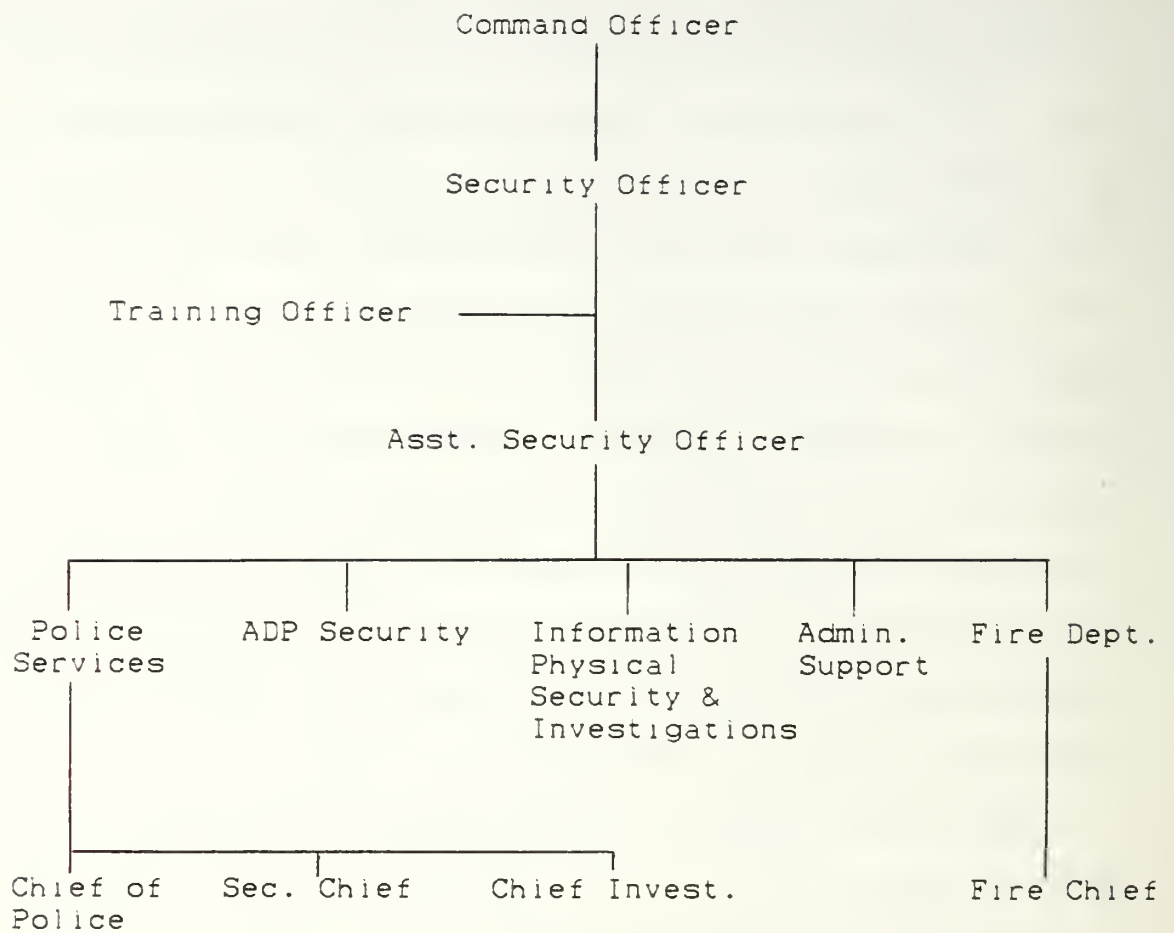 Command Officer
Security Officer
Training Officer
Asst. Security Officer
Police
Services
ADP Security
Information
Physical
Security &
Investigations
Admin.
Support
Fire Dept.
Chief of
Police
Sec. Chief
Chief Invest.
Fire Chief